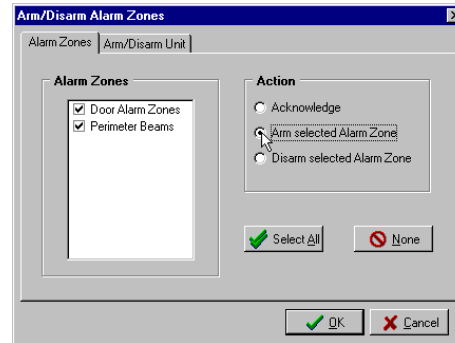 Arm/Disarm Alarm Zones
Alarm Zones
Arm/Disarm Unit
Alarm Zones
Door Alarm Zones
Perimeter Beams
Action
Acknowledge
Arm selected Alarm Zone
Disarm selected Alarm Zone
Select All
None
OK
Cancel